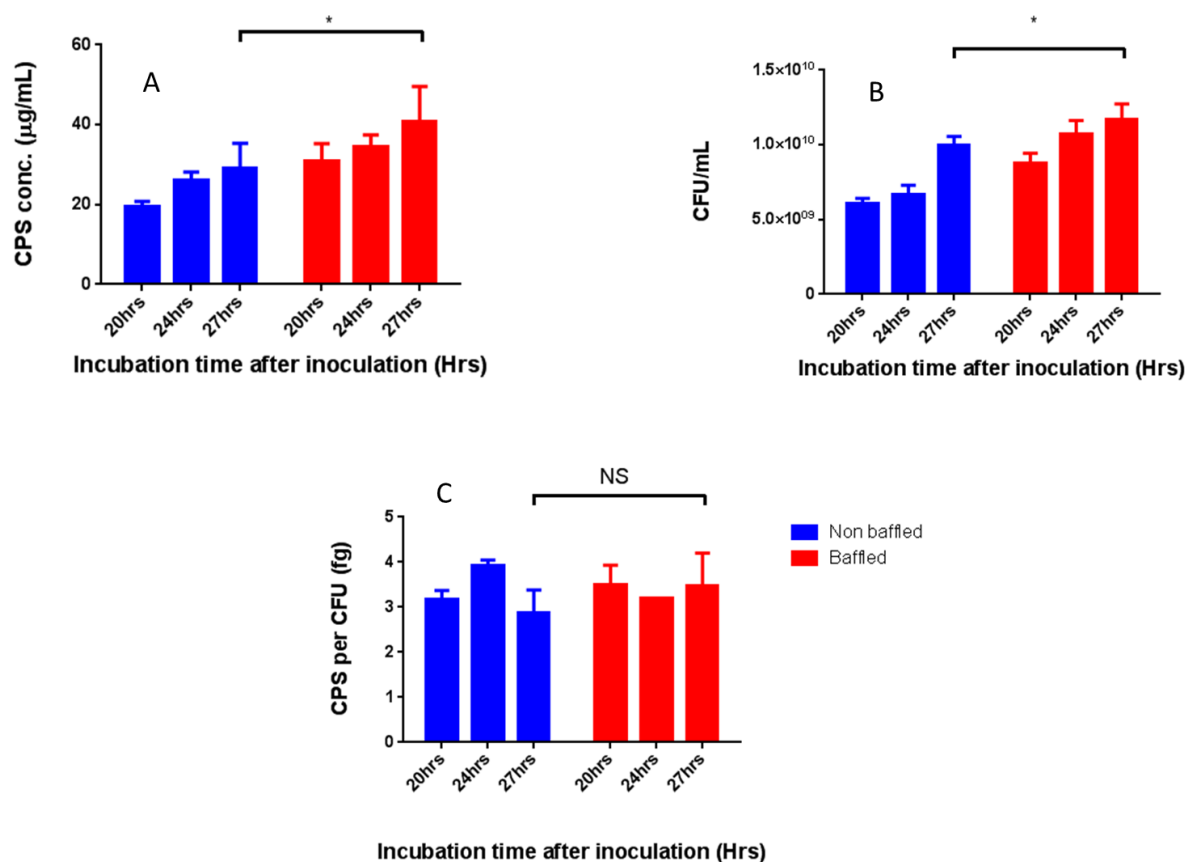 *
A
CPS conc. (µg/mL)
60
40
20
0
20hrs
24hrs
27hrs
20hrs
24hrs
27hrs
Incubation time after inoculation (Hrs)
*
B
CFU/mL
1.5×10¹⁰
1.0×10¹⁰
5.0×10⁰⁹
0
20hrs
24hrs
27hrs
20hrs
24hrs
27hrs
Incubation time after inoculation (Hrs)
NS
C
CPS per CFU (fg)
5
4
3
2
1
0
20hrs
24hrs
27hrs
20hrs
24hrs
27hrs
Incubation time after inoculation (Hrs)
Non baffled
Baffled